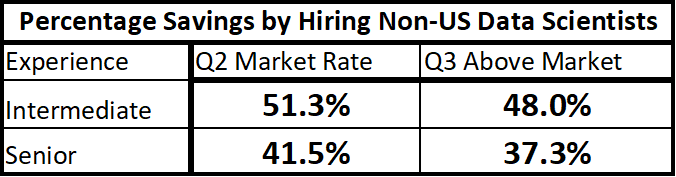 Percentage Savings by Hiring Non-US Data Scientists
Experience Q2 Market Rate Q3 Above Market
Intermediate 51.3% 48.0%
Senior 41.5% 37.3%